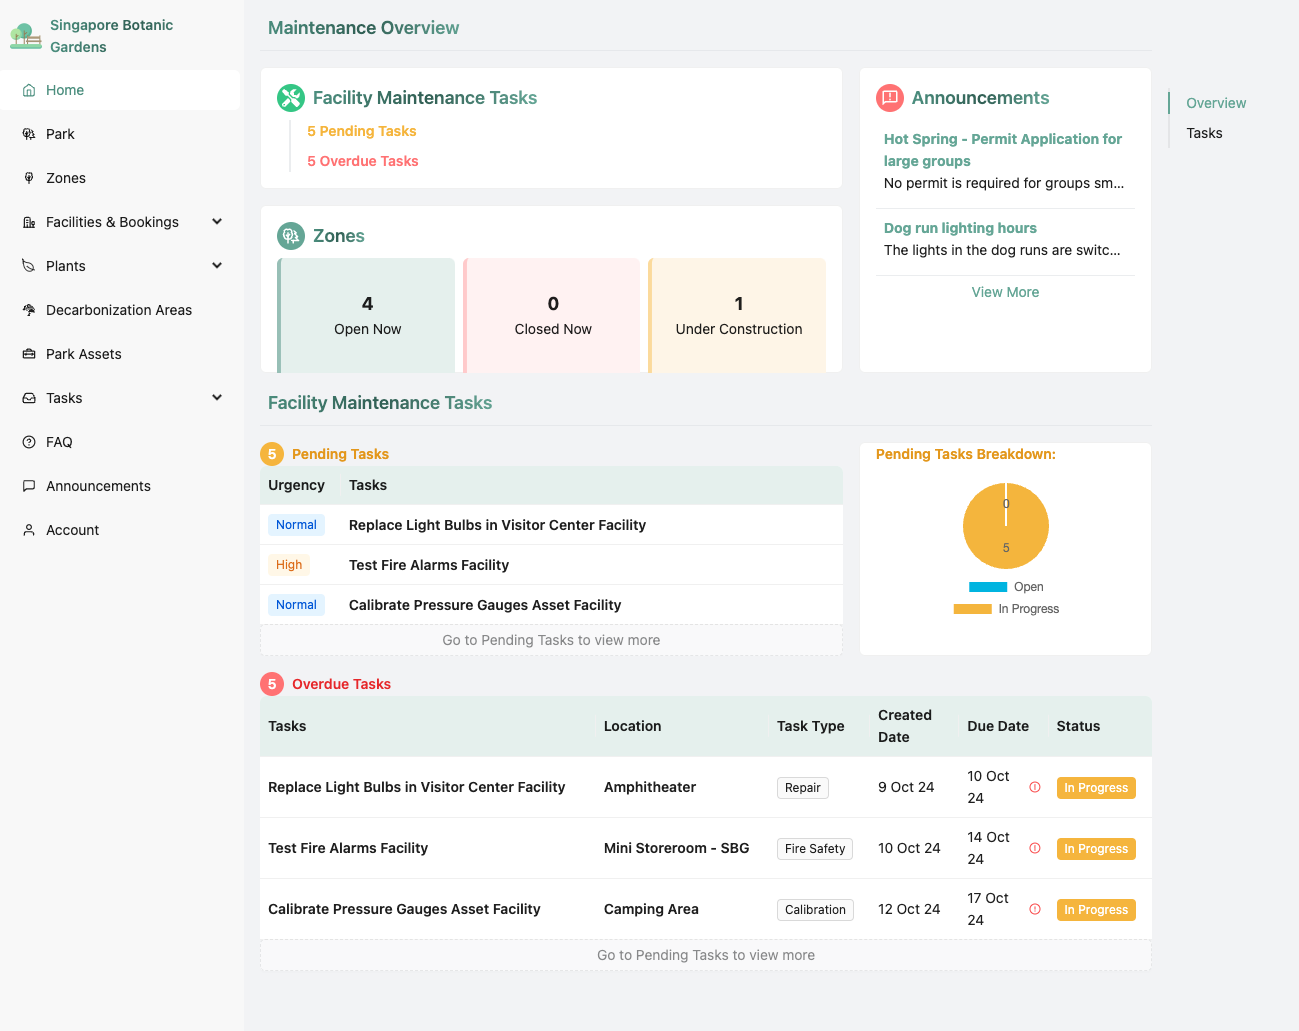 Singapore Botanic
Gardens
Home
Park
Zones
Facilities & Bookings
Plants
Decarbonization Areas
Park Assets
Tasks
FAQ
Announcements
Account
Maintenance Overview
Facility Maintenance Tasks
5 Pending Tasks
5 Overdue Tasks
Zones
4
Open Now
0
Closed Now
1
Under Construction
Announcements
Hot Spring - Permit Application for
large groups
No permit is required for groups sm...
Dog run lighting hours
The lights in the dog runs are switc...
View More
Overview
Tasks
Facility Maintenance Tasks
5 Pending Tasks
Urgency Tasks
Normal Replace Light Bulbs in Visitor Center Facility
High Test Fire Alarms Facility
Normal Calibrate Pressure Gauges Asset Facility
Go to Pending Tasks to view more
Pending Tasks Breakdown:
0
5
Open
In Progress
5 Overdue Tasks
Tasks Location Task Type Created Date Due Date Status
Replace Light Bulbs in Visitor Center Facility Amphitheater Repair 9 Oct 24 10 Oct 24 In Progress
Test Fire Alarms Facility Mini Storeroom - SBG Fire Safety 10 Oct 24 14 Oct 24 In Progress
Calibrate Pressure Gauges Asset Facility Camping Area Calibration 12 Oct 24 17 Oct 24 In Progress
Go to Pending Tasks to view more